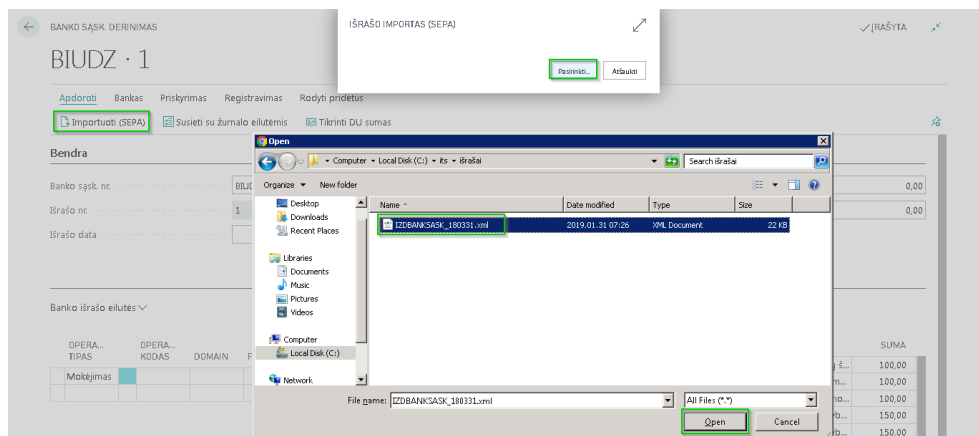 BANKO SĄSK. DERINIMAS
IŠRAŠO IMPORTAS (SEPA)
ĮRAŠYTA
BIUDZ · 1
Pasirinkti...
Atšaukti
Apdoroti Bankas Priskyrimas Registravimas Rodyti pridėtus
Importuoti (SEPA) Susieti su žurnalo eilutėmis Tikrinti DU sumas
Bendra
Open
Computer Local Disk (C:) its išrašai
Search išrašai
Organize New folder
Banko sąsk. nr.
0,00
Išrašo nr. 1
0,00
Išrašo data
Name Date modified Type Size
IZDBANKSASK_180331.xml 2019.01.31 07:26 XML Document 22 KB
Desktop
Downloads
Recent Places
Libraries
Documents
Music
Pictures
Videos
Computer
Local Disk (C:)
Network
Banko išrašo eilutės
OPERA... TIPAS
OPERA... KODAS
DOMAIN
SUMA
Mokėjimas
100,00
100,00
100,00
150,00
150,00
File name: IZDBANKSASK_180331.xml
All Files (*.*)
Open Cancel